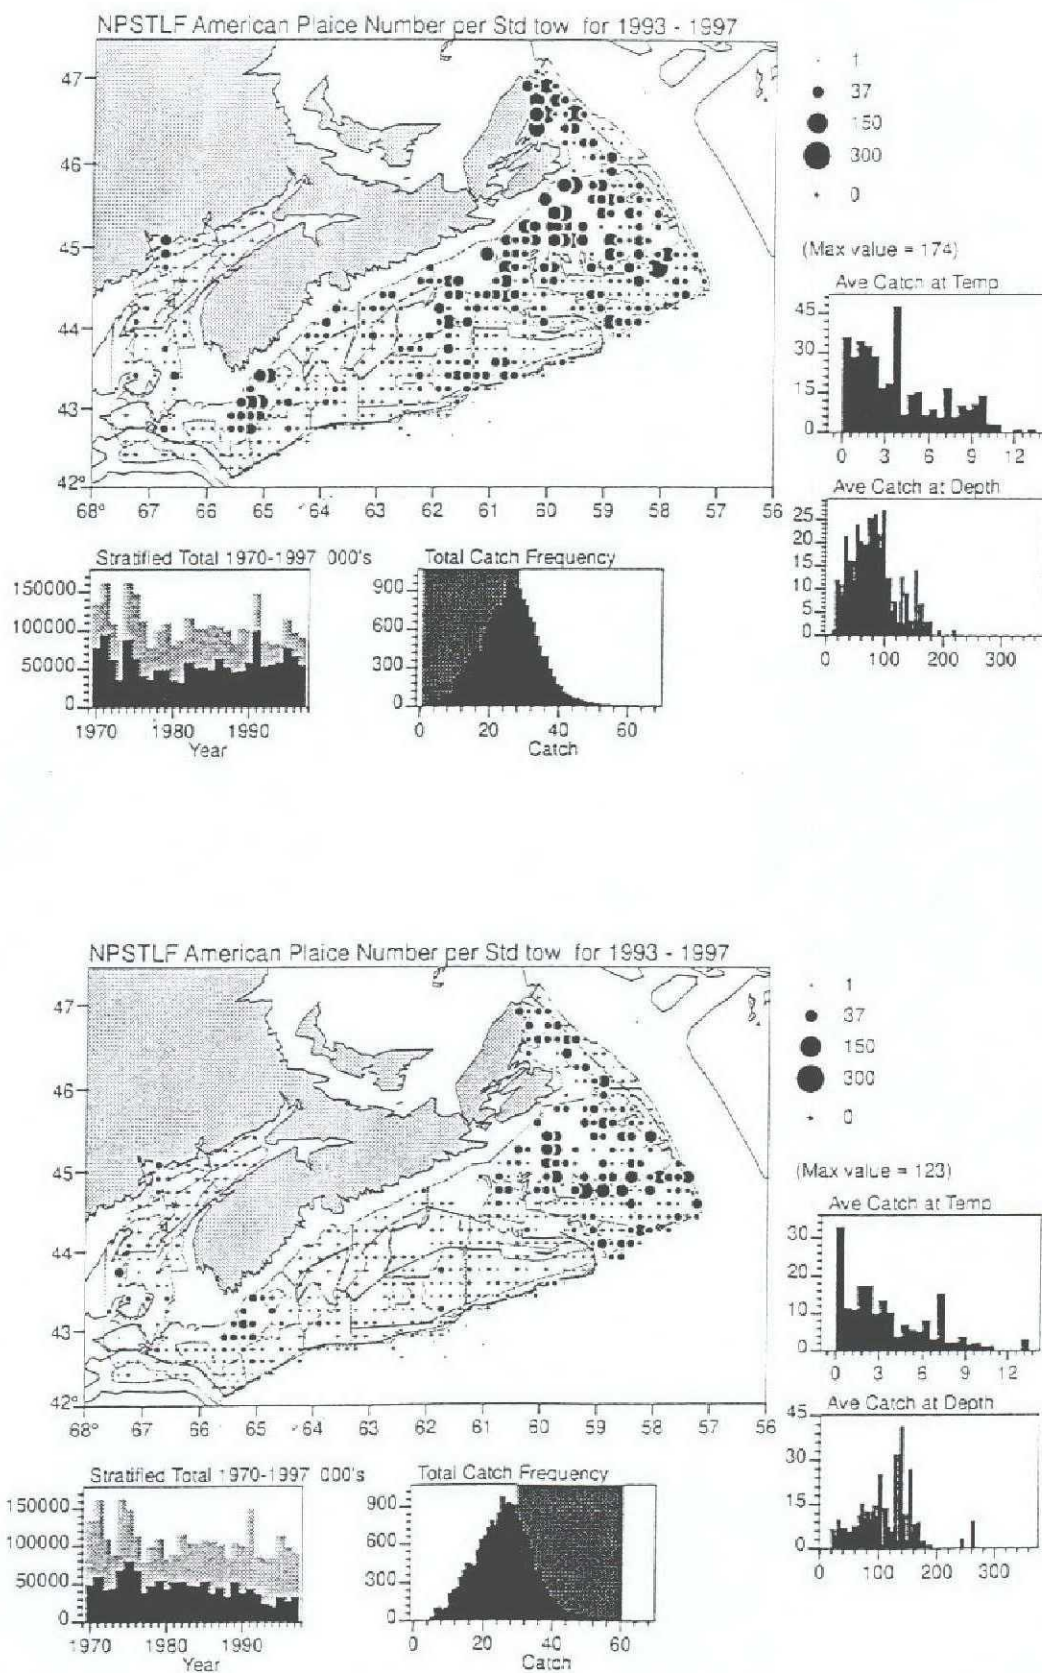 NPSTLF American Plaice Number per Std tow for 1993 - 1997
47
46
45
44
43
42°
68° 67 66 65 64 63 62 61 60 59 58 57 56
1
37
150
300
0
(Max value = 174)
Ave Catch at Temp
45
30
15
0
0 3 6 9 12
Ave Catch at Depth
25
20
15
10
5
0
0 100 200 300
Stratified Total 1970-1997 000's
150000
100000
50000
0
1970 1980 1990
Year
Total Catch Frequency
900
600
300
0
0 20 40 60
Catch
NPSTLF American Plaice Number per Std tow for 1993 - 1997
47
46
45
44
43
42°
68° 67 66 65 64 63 62 61 60 59 58 57 56
1
37
150
300
0
(Max value = 123)
Ave Catch at Temp
30
20
10
0
0 3 6 9 12
Ave Catch at Depth
45
30
15
0
0 100 200 300
Stratified Total 1970-1997 000's
150000
100000
50000
0
1970 1980 1990
Year
Total Catch Frequency
900
600
300
0
0 20 40 60
Catch